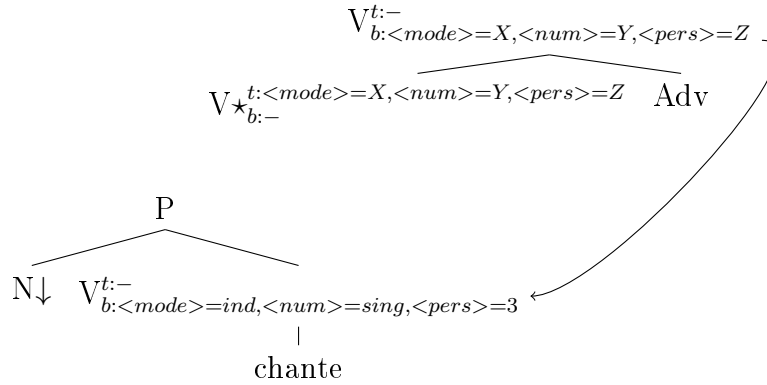 V^{t:−}_{b:<mode>=X,<num>=Y,<pers>=Z}
V⋆^{t:<mode>=X,<num>=Y,<pers>=Z}_{b:−} Adv
P
N↓ V^{t:−}_{b:<mode>=ind,<num>=sing,<pers>=3}
chante